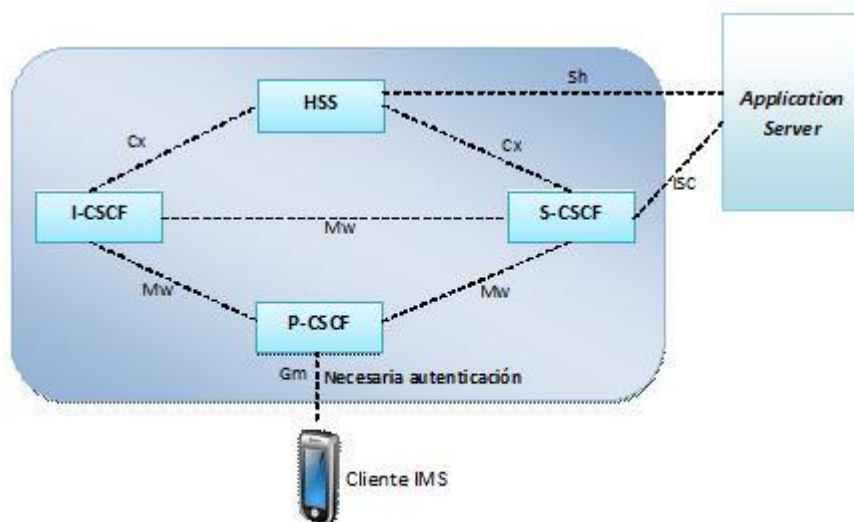 Sh
HSS
Application
Server
Cx
Cx
ISC
I-CSCF
S-CSCF
Mw
Mw
Mw
P-CSCF
Gm
Necesaria autenticación
Cliente IMS